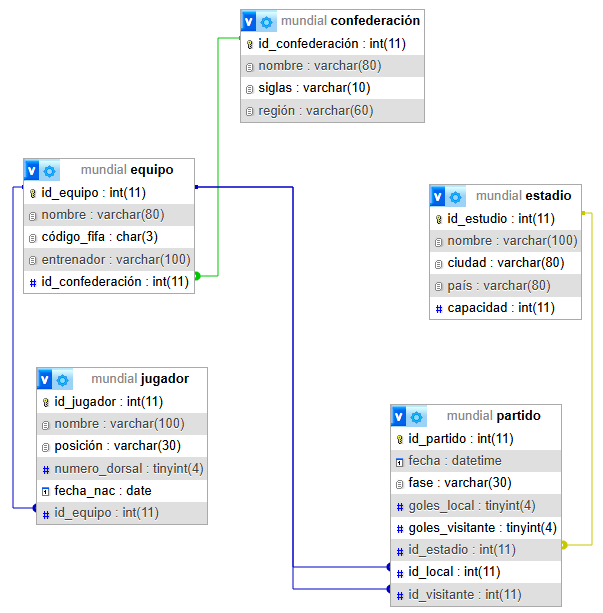 v mundial confederación
id_confederación : int(11)
nombre : varchar(80)
siglas : varchar(10)
región : varchar(60)
v mundial equipo
id_equipo : int(11)
nombre : varchar(80)
código_fifa : char(3)
entrenador : varchar(100)
# id_confederación : int(11)
v mundial estadio
id_estudio : int(11)
nombre : varchar(100)
ciudad : varchar(80)
país : varchar(80)
# capacidad : int(11)
v mundial jugador
id_jugador : int(11)
nombre : varchar(100)
posición : varchar(30)
# numero_dorsal : tinyint(4)
fecha_nac : date
# id_equipo : int(11)
v mundial partido
id_partido : int(11)
fecha : datetime
fase : varchar(30)
# goles_local : tinyint(4)
# goles_visitante : tinyint(4)
# id_estadio : int(11)
# id_local : int(11)
# id_visitante : int(11)